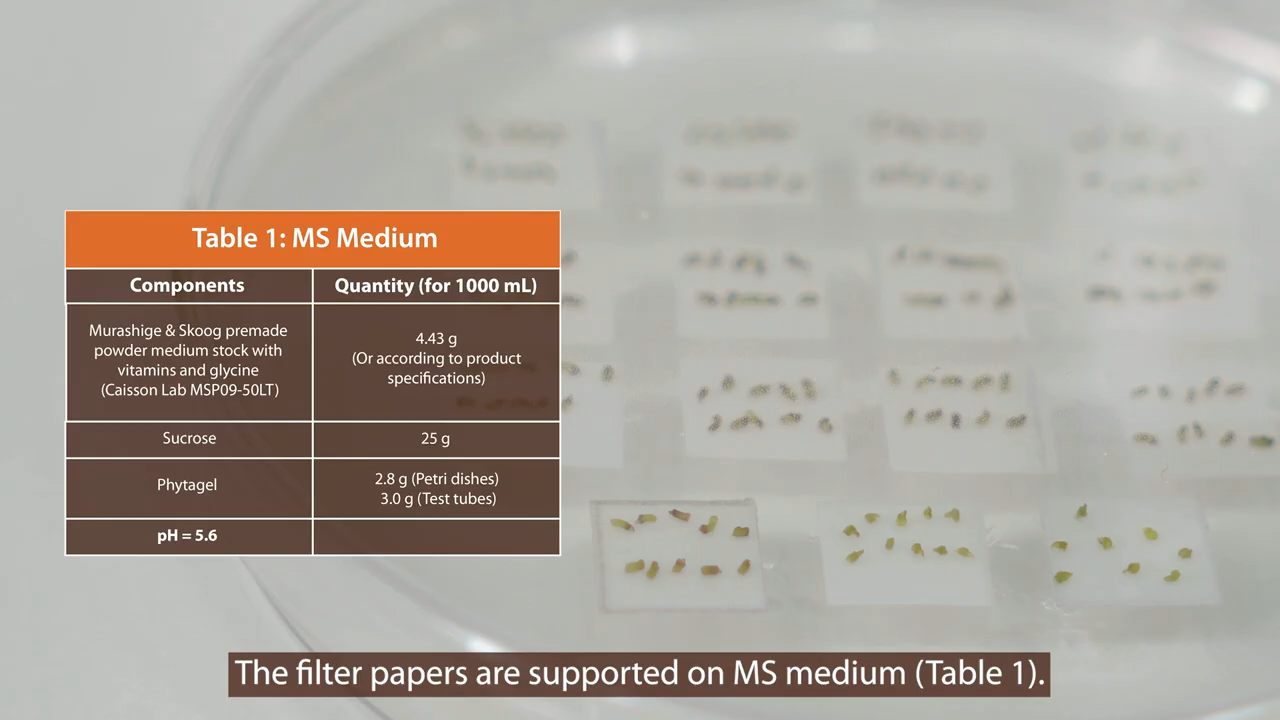 Table 1: MS Medium
Components
Quantity (for 1000 mL)
Murashige & Skoog premade
powder medium stock with
vitamins and glycine
(Caisson Lab MSP09-50LT)
4.43 g
(Or according to product
specifications)
Sucrose
25 g
Phytagel
2.8 g (Petri dishes)
3.0 g (Test tubes)
pH = 5.6
The filter papers are supported on MS medium (Table 1).